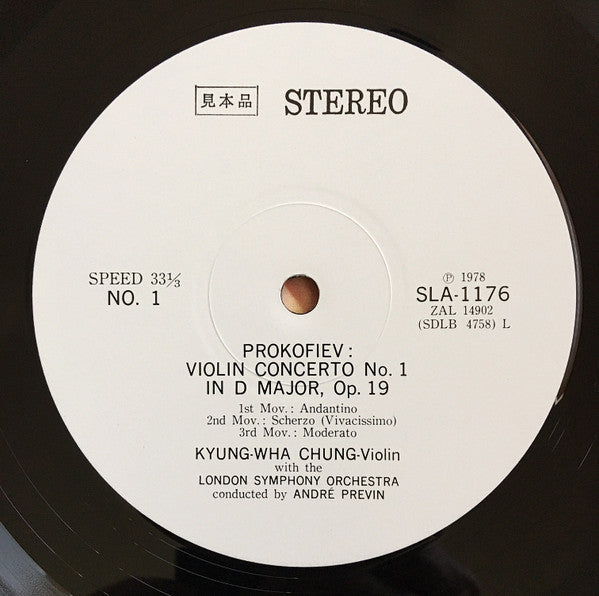 見本品 STEREO
SPEED 33⅓
NO. 1
Ⓟ 1978
SLA-1176
ZAL 14902
(SDLB 4758) L
PROKOFIEV:
VIOLIN CONCERTO No. 1
IN D MAJOR, Op. 19
1st Mov.: Andantino
2nd Mov.: Scherzo (Vivacissimo)
3rd Mov.: Moderato
KYUNG-WHA CHUNG-Violin
with the
LONDON SYMPHONY ORCHESTRA
conducted by ANDRÉ PREVIN